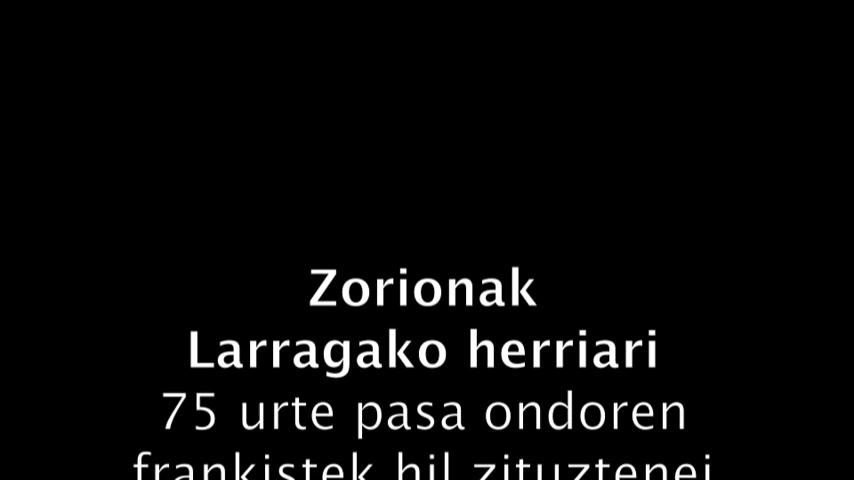 Zorionak
Larragako herriari
75 urte pasa ondoren
frankistek hil zituztenei